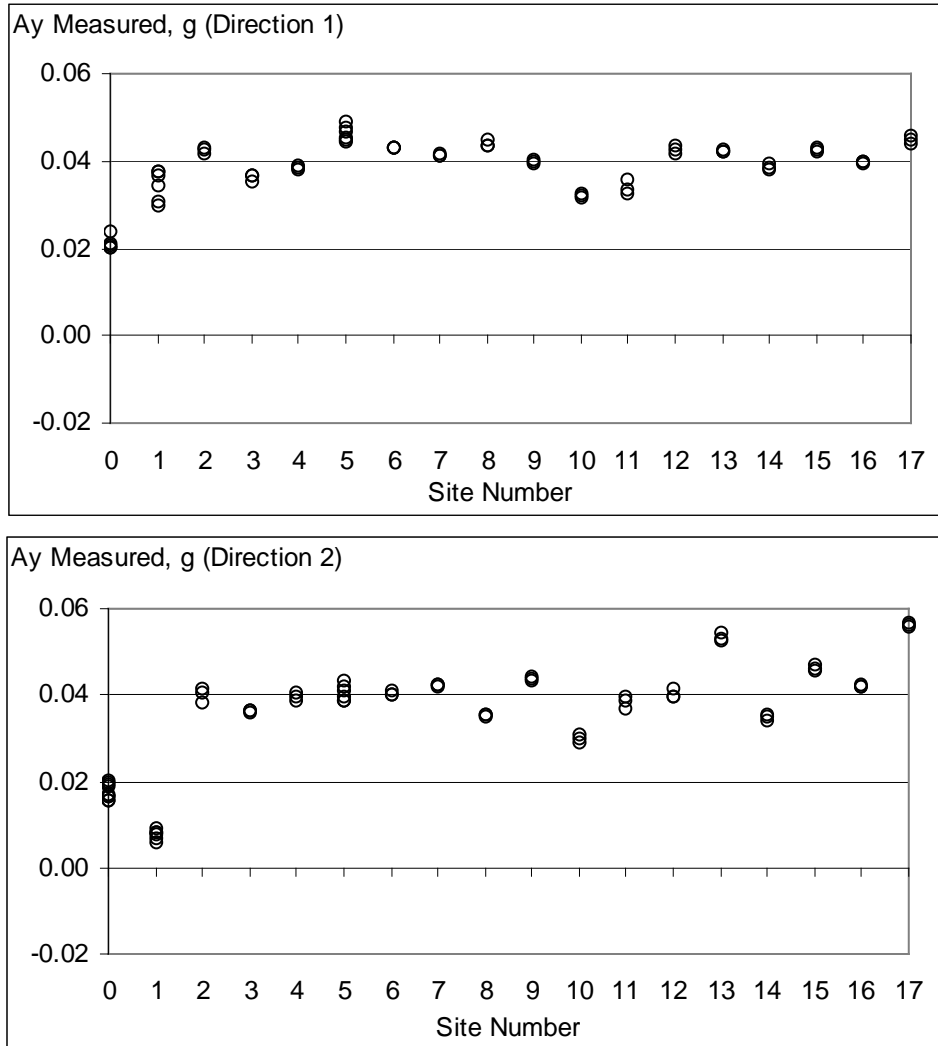 Ay Measured, g (Direction 1)
0.06
0.04
0.02
0.00
-0.02
0 1 2 3 4 5 6 7 8 9 10 11 12 13 14 15 16 17
Site Number
Ay Measured, g (Direction 2)
0.06
0.04
0.02
0.00
-0.02
0 1 2 3 4 5 6 7 8 9 10 11 12 13 14 15 16 17
Site Number